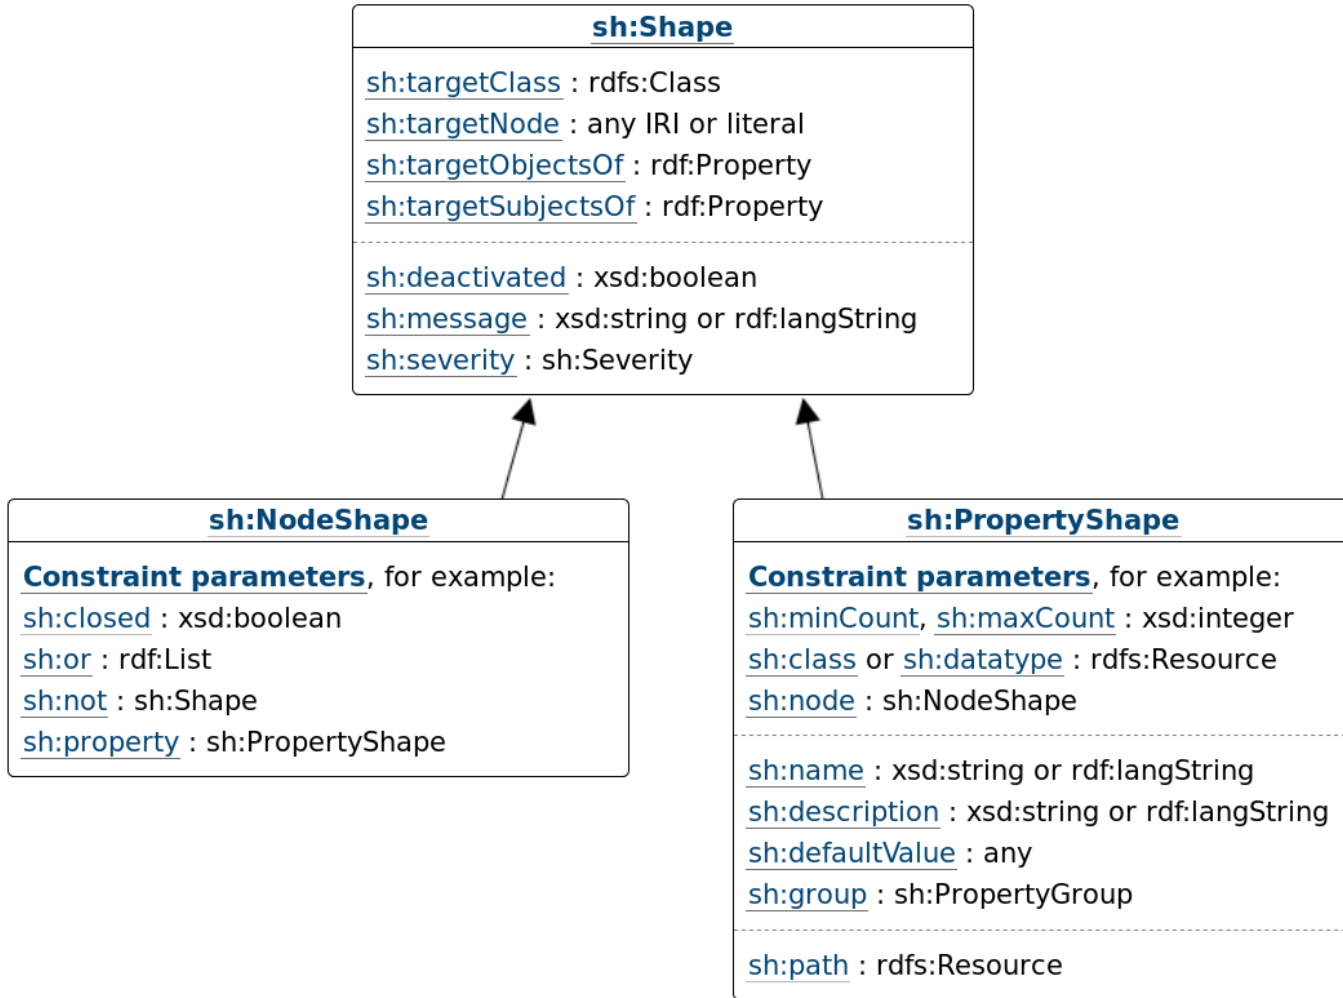 sh:Shape
sh:targetClass : rdfs:Class
sh:targetNode : any IRI or literal
sh:targetObjectsOf : rdf:Property
sh:targetSubjectsOf : rdf:Property
sh:deactivated : xsd:boolean
sh:message : xsd:string or rdf:langString
sh:severity : sh:Severity
sh:NodeShape
Constraint parameters, for example:
sh:closed : xsd:boolean
sh:or : rdf:List
sh:not : sh:Shape
sh:property : sh:PropertyShape
sh:PropertyShape
Constraint parameters, for example:
sh:minCount, sh:maxCount : xsd:integer
sh:class or sh:datatype : rdfs:Resource
sh:node : sh:NodeShape
sh:name : xsd:string or rdf:langString
sh:description : xsd:string or rdf:langString
sh:defaultValue : any
sh:group : sh:PropertyGroup
sh:path : rdfs:Resource